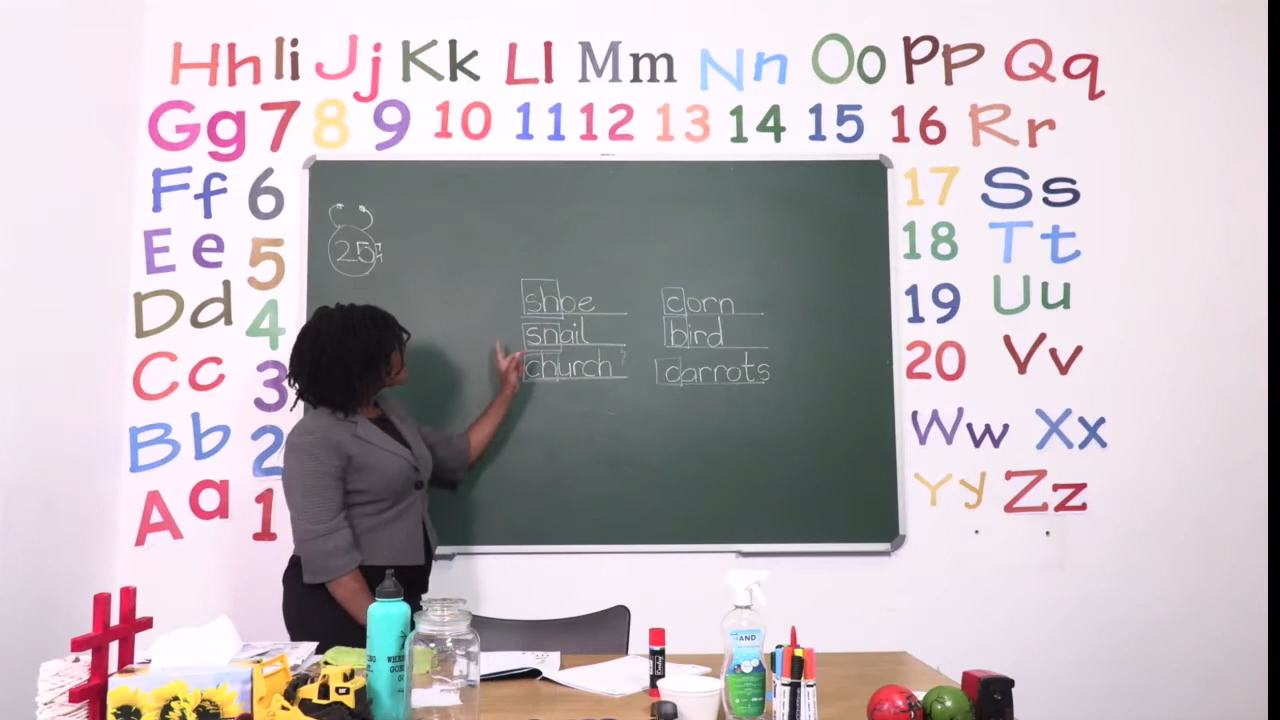 Hh Ii Jj Kk Ll Mm Nn Oo Pp Qq
Gg 7 8 9 10 11 12 13 14 15 16 Rr
Ff 6 17 Ss
Ee 5 18 Tt
Dd 4 19 Uu
Cc 3 20 Vv
Bb 2 Ww Xx
Aa 1 Yy Zz
25
shoe corn
snail bird
church? carrots
HAND
WHERE